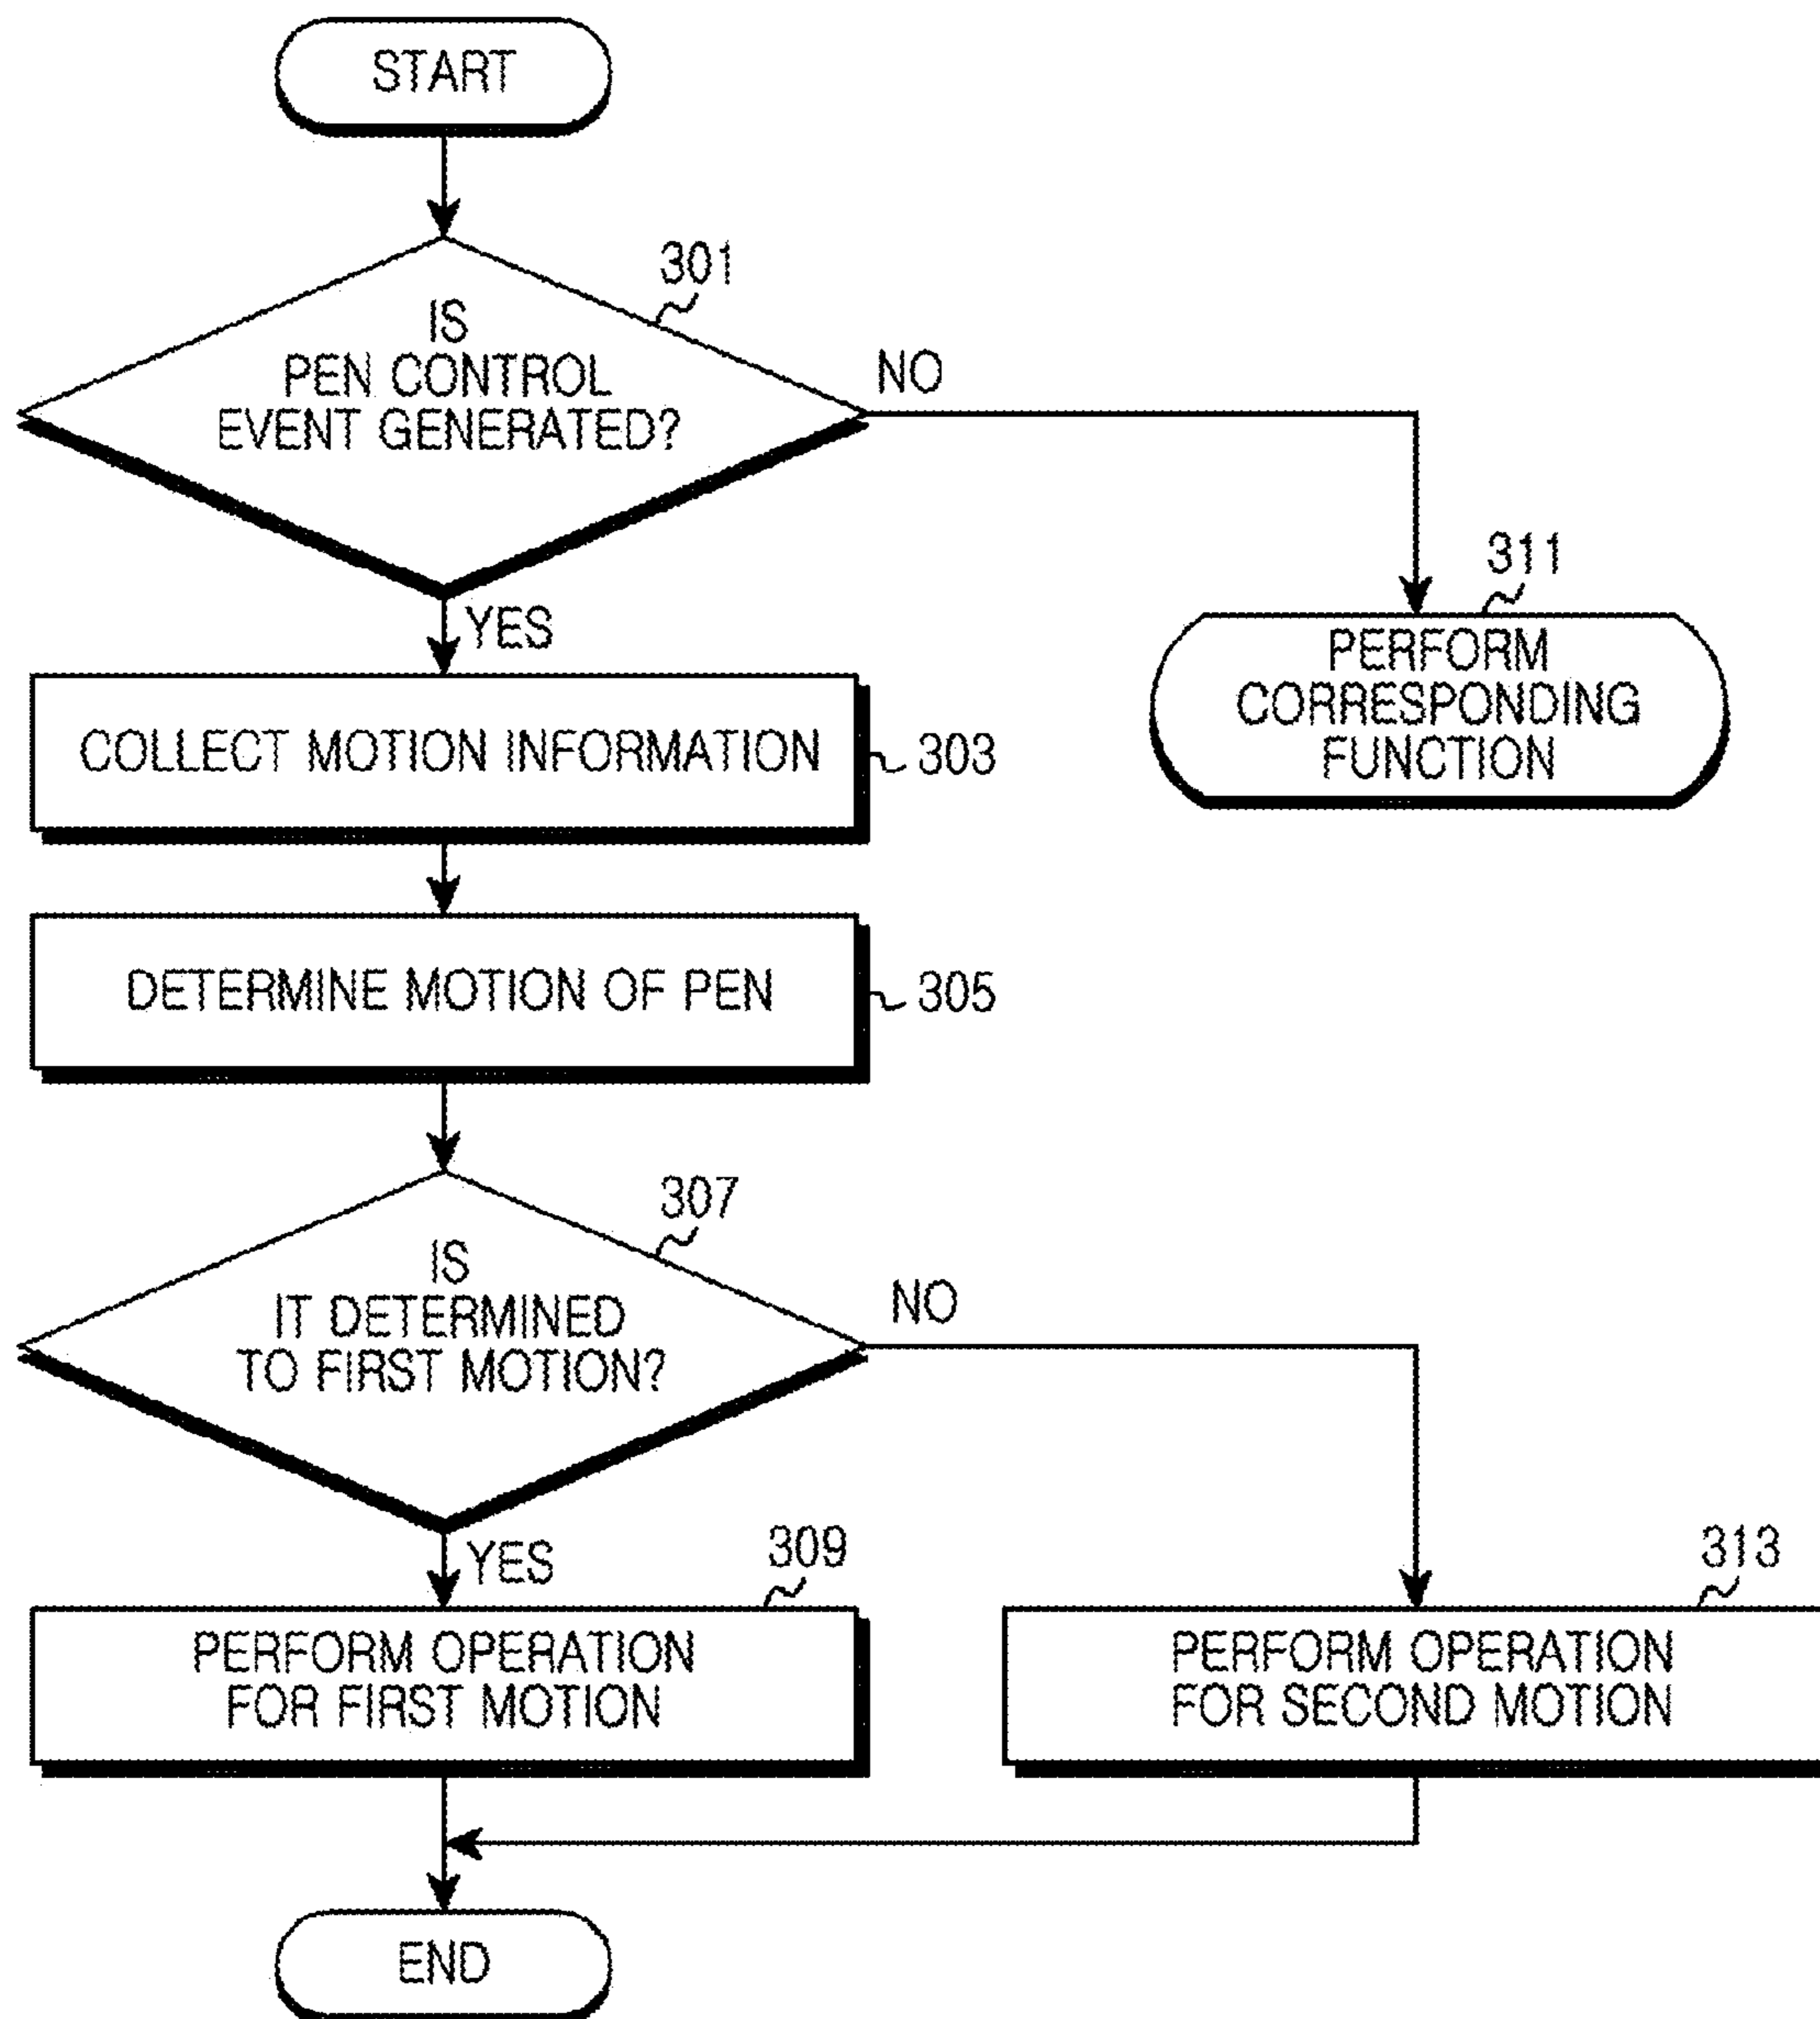 START
301
IS
PEN CONTROL
EVENT GENERATED?
NO
YES
311
PERFORM
CORRESPONDING
FUNCTION
COLLECT MOTION INFORMATION
303
DETERMINE MOTION OF PEN
305
307
IS
IT DETERMINED
TO FIRST MOTION?
NO
YES
309
PERFORM OPERATION
FOR FIRST MOTION
313
PERFORM OPERATION
FOR SECOND MOTION
END